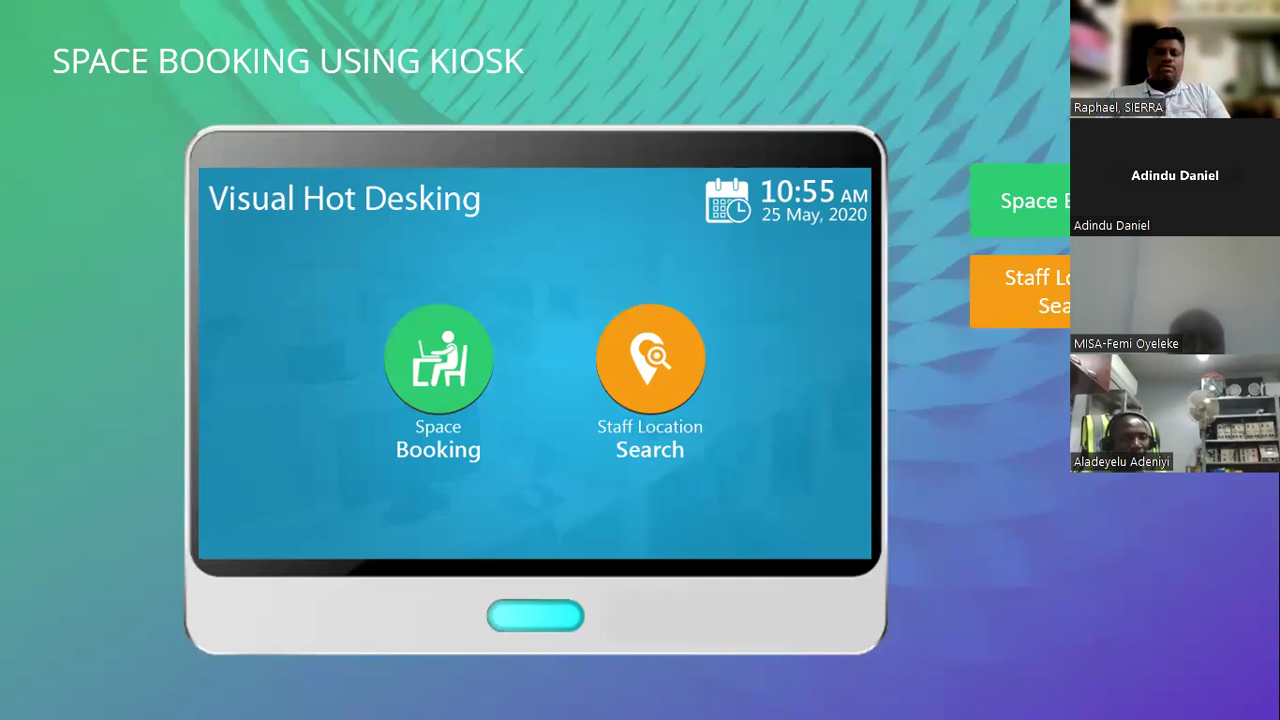 SPACE BOOKING USING KIOSK
Visual Hot Desking
10:55 AM
25 May, 2020
Space
Booking
Staff Location
Search
Space
Staff
Raphael, SIERRA
Adindu Daniel
Adindu Daniel
MISA-Femi Oyeleke
Aladeyelu Adeniyi